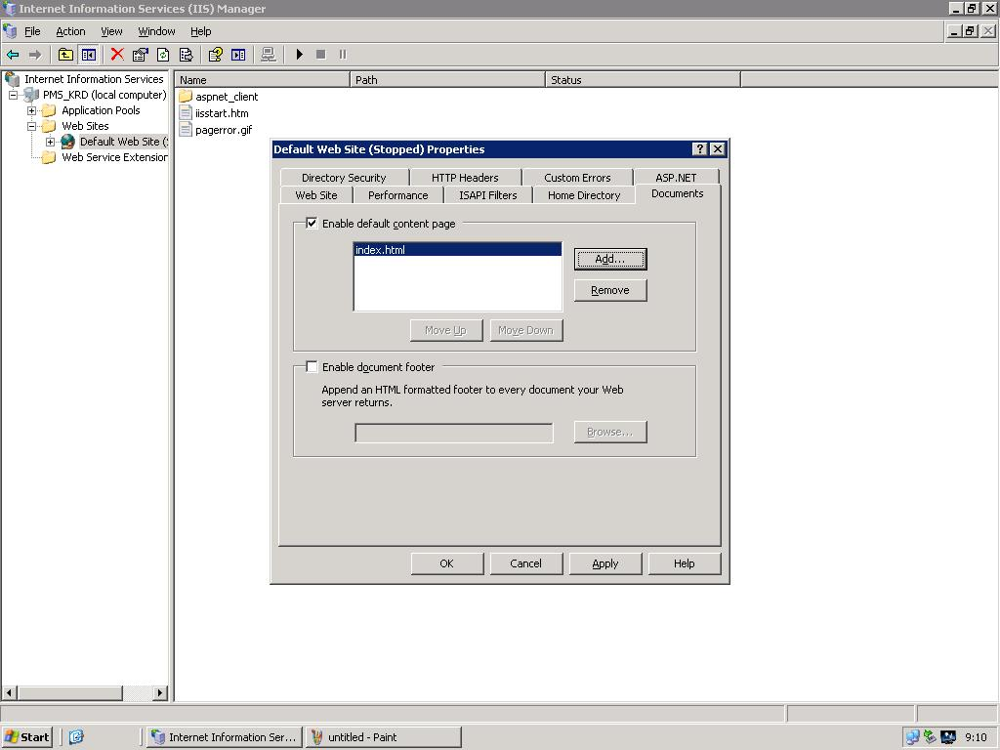 Internet Information Services (IIS) Manager
File Action View Window Help
Internet Information Services
PMS_KRD (local computer)
Application Pools
Web Sites
Default Web Site (
Web Service Extension
Name Path Status
aspnet_client
iisstart.htm
pagerror.gif
Default Web Site (Stopped) Properties
Directory Security HTTP Headers Custom Errors ASP.NET
Web Site Performance ISAPI Filters Home Directory Documents
Enable default content page
index.html
Add...
Remove
Move Up Move Down
Enable document footer
Append an HTML formatted footer to every document your Web
server returns.
Browse...
OK Cancel Apply Help
Start Internet Information Ser... untitled - Paint 9:10